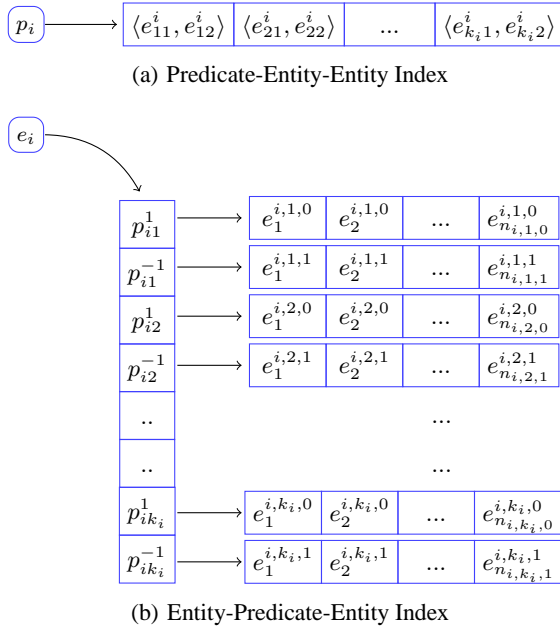 p_i ⟨e^i_{11}, e^i_{12}⟩ ⟨e^i_{21}, e^i_{22}⟩ ... ⟨e^i_{k_i1}, e^i_{k_i2}⟩
(a) Predicate-Entity-Entity Index
e_i
p^1_{i1} e^{i,1,0}_1 e^{i,1,0}_2 ... e^{i,1,0}_{n_{i,1,0}}
p^{-1}_{i1} e^{i,1,1}_1 e^{i,1,1}_2 ... e^{i,1,1}_{n_{i,1,1}}
p^1_{i2} e^{i,2,0}_1 e^{i,2,0}_2 ... e^{i,2,0}_{n_{i,2,0}}
p^{-1}_{i2} e^{i,2,1}_1 e^{i,2,1}_2 ... e^{i,2,1}_{n_{i,2,1}}
.. ...
.. ...
p^1_{ik_i} e^{i,k_i,0}_1 e^{i,k_i,0}_2 ... e^{i,k_i,0}_{n_{i,k_i,0}}
p^{-1}_{ik_i} e^{i,k_i,1}_1 e^{i,k_i,1}_2 ... e^{i,k_i,1}_{n_{i,k_i,1}}
(b) Entity-Predicate-Entity Index